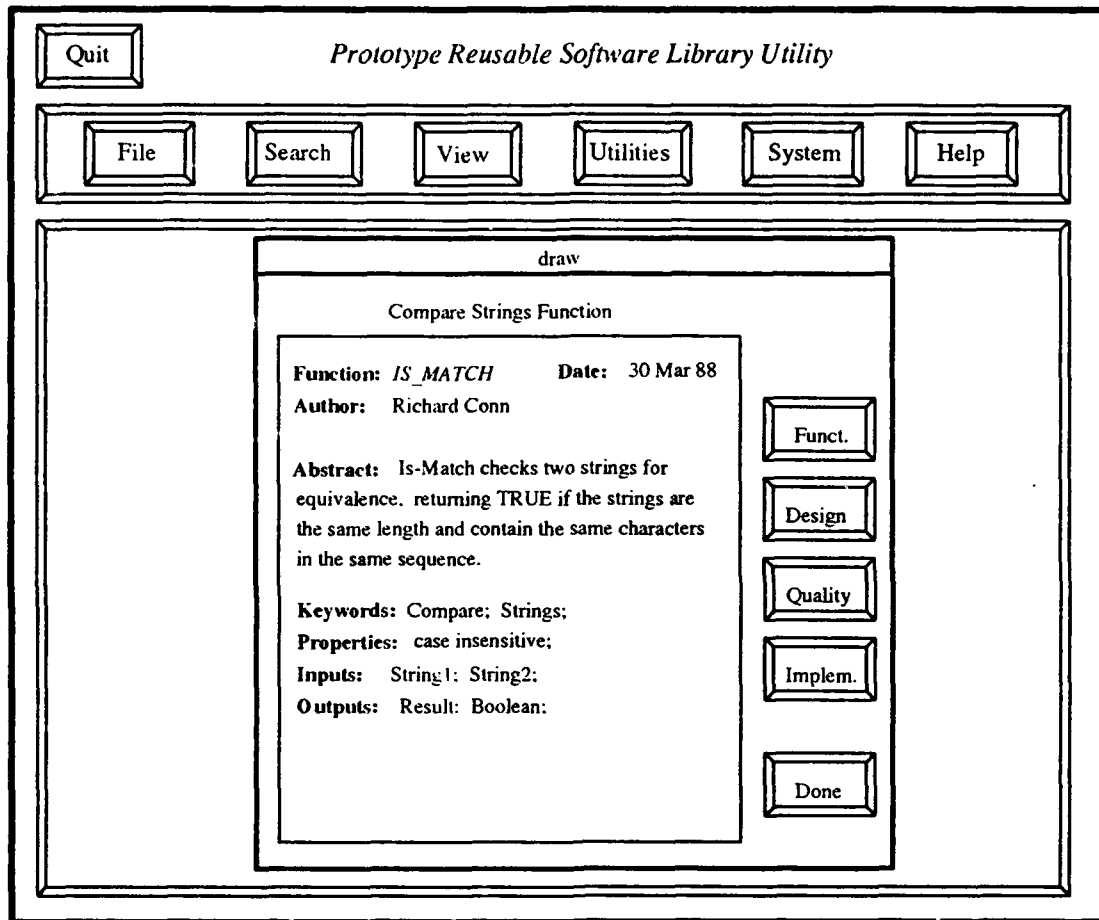 Quit
Prototype Reusable Software Library Utility
File
Search
View
Utilities
System
Help
draw
Compare Strings Function
Function: IS_MATCH Date: 30 Mar 88
Author: Richard Conn
Abstract: Is-Match checks two strings for
equivalence. returning TRUE if the strings are
the same length and contain the same characters
in the same sequence.
Keywords: Compare; Strings;
Properties: case insensitive;
Inputs: String1: String2;
Outputs: Result: Boolean;
Funct.
Design
Quality
Implem.
Done